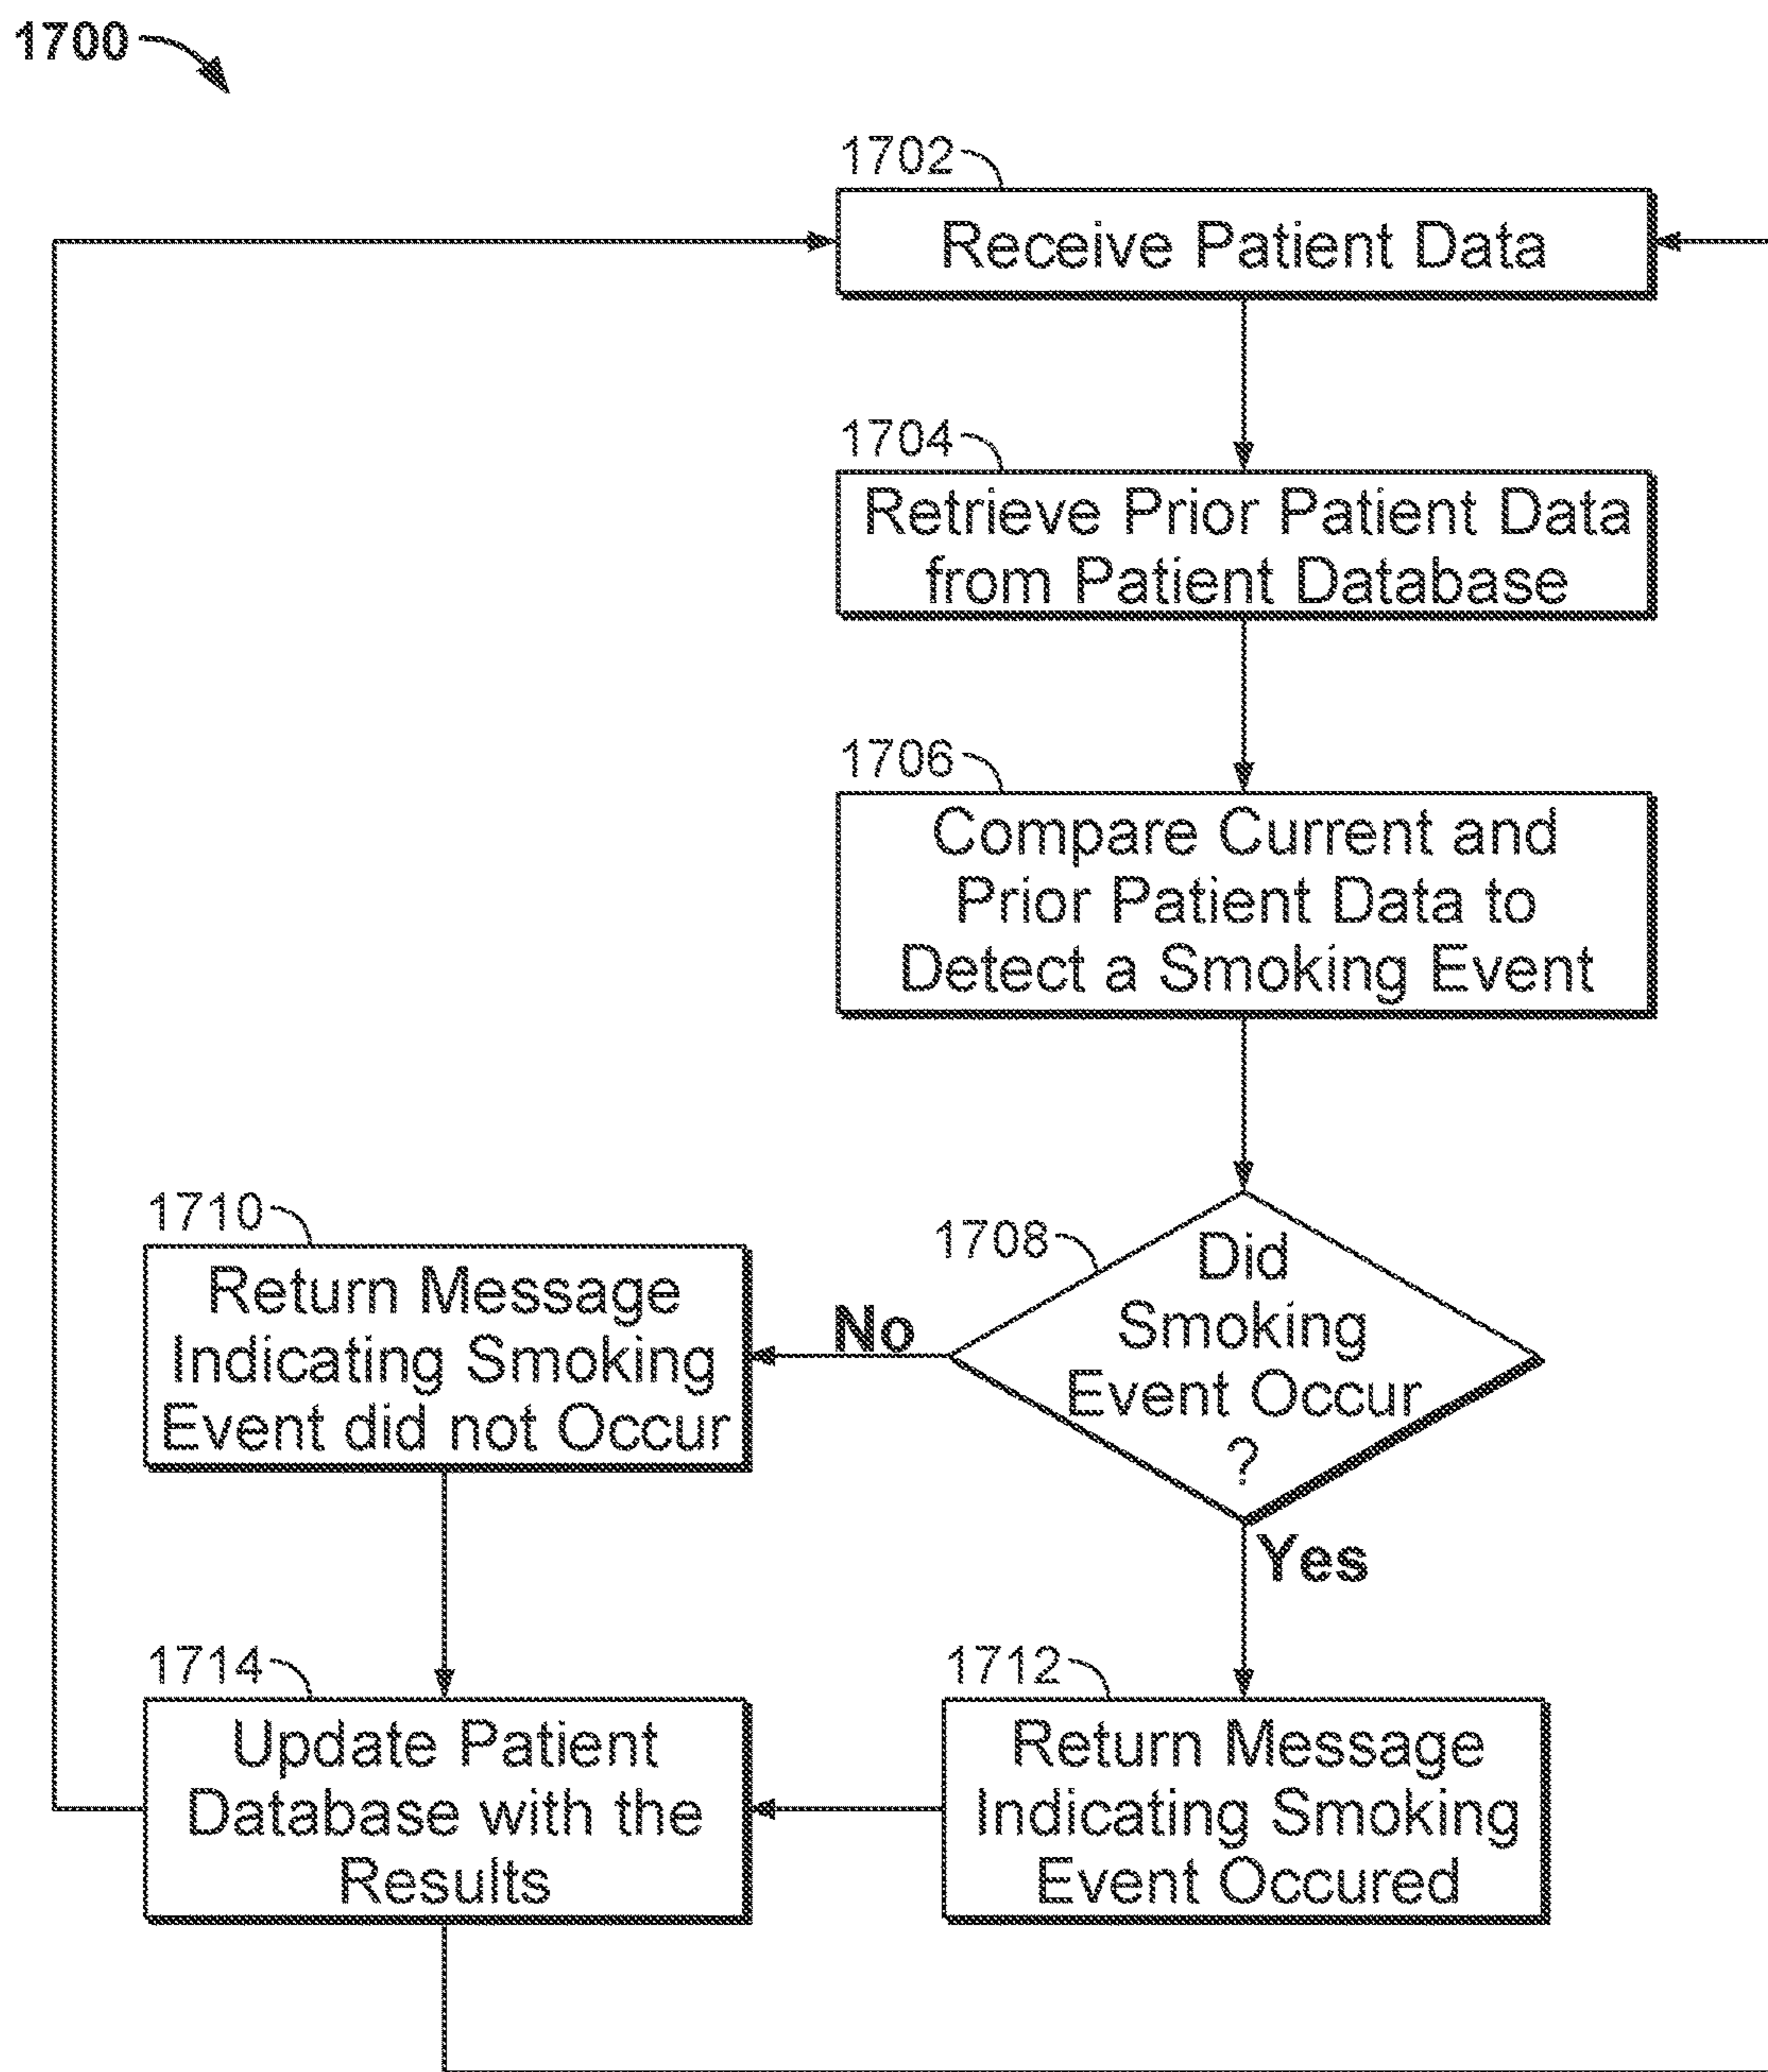 1700
1702
Receive Patient Data
1704
Retrieve Prior Patient Data
from Patient Database
1706
Compare Current and
Prior Patient Data to
Detect a Smoking Event
1708
Did
Smoking
Event Occur
?
No
1710
Return Message
Indicating Smoking
Event did not Occur
Yes
1712
Return Message
Indicating Smoking
Event Occured
1714
Update Patient
Database with the
Results